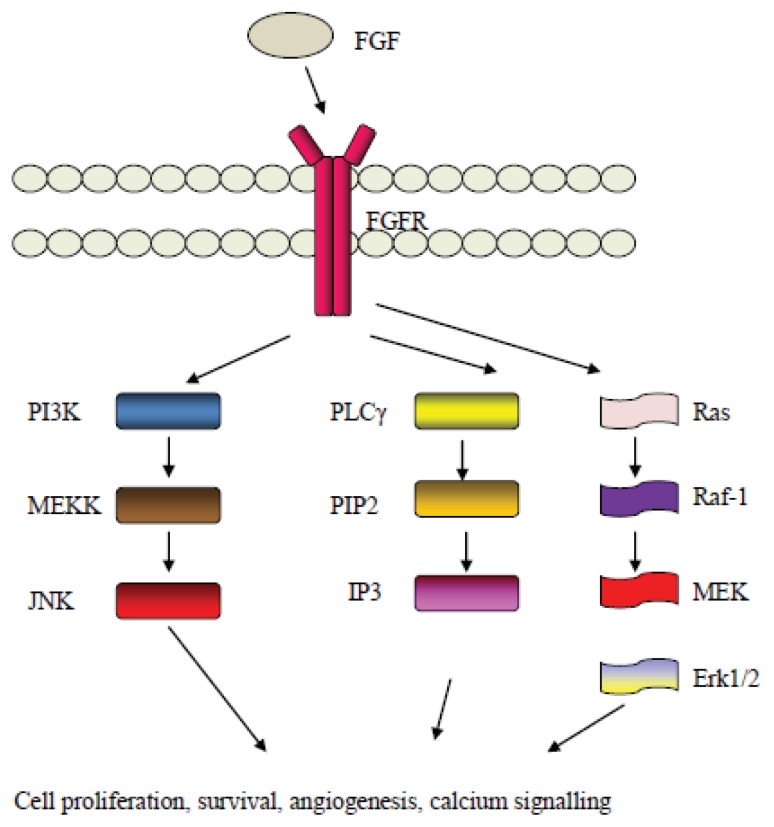 FGF
FGFR
PI3K
PLCγ
Ras
MEKK
PIP2
Raf-1
JNK
IP3
MEK
Erk1/2
Cell proliferation, survival, angiogenesis, calcium signalling